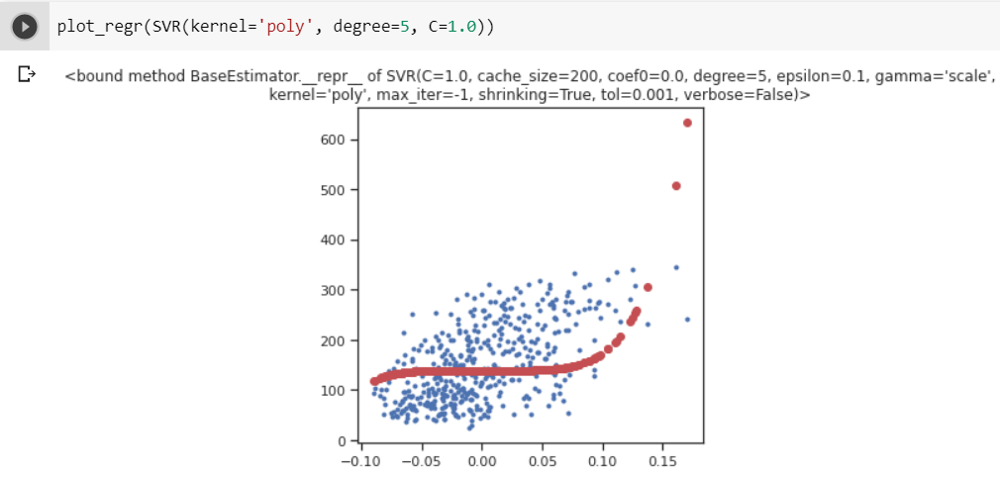 plot_regr(SVR(kernel='poly', degree=5, C=1.0))
<bound method BaseEstimator.__repr__ of SVR(C=1.0, cache_size=200, coef0=0.0, degree=5, epsilon=0.1, gamma='scale',
kernel='poly', max_iter=-1, shrinking=True, tol=0.001, verbose=False)>
600
500
400
300
200
100
0
−0.10 −0.05 0.00 0.05 0.10 0.15